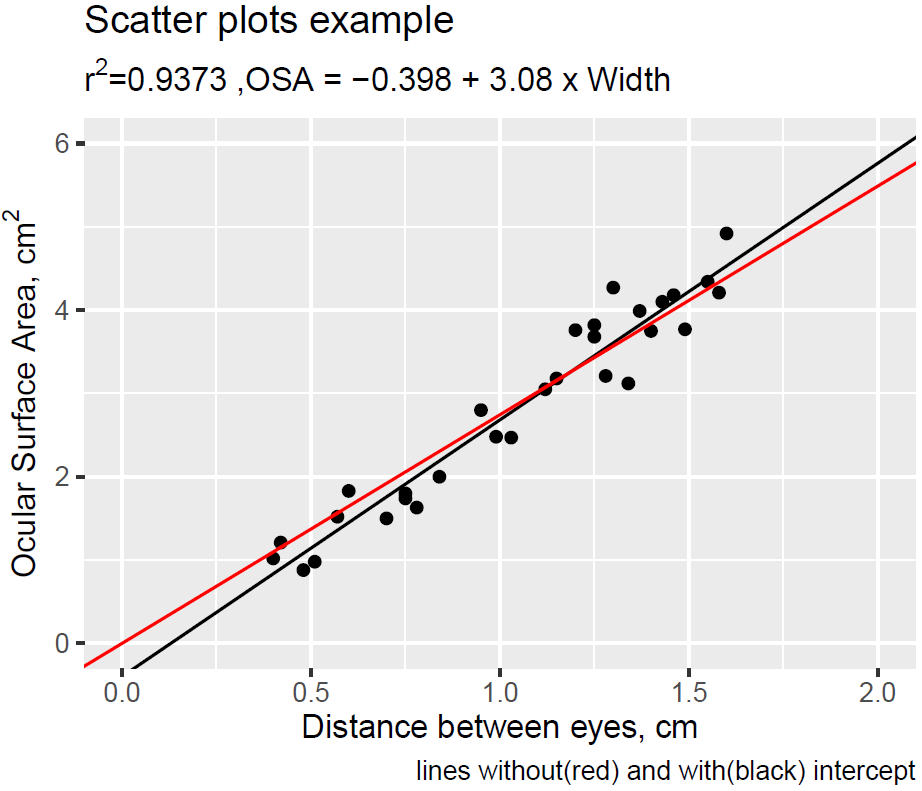 Scatter plots example
r²=0.9373 ,OSA = −0.398 + 3.08 x Width
Ocular Surface Area, cm²
6
4
2
0
0.0 0.5 1.0 1.5 2.0
Distance between eyes, cm
lines without(red) and with(black) intercept